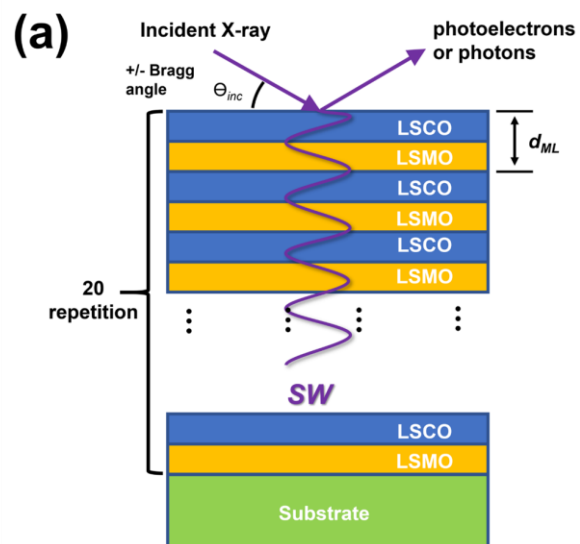 (a)
Incident X-ray
photoelectrons
or photons
+/- Bragg
angle
Θinc
LSCO
dML
LSMO
LSCO
LSMO
LSCO
LSMO
20
repetition
SW
LSCO
LSMO
Substrate